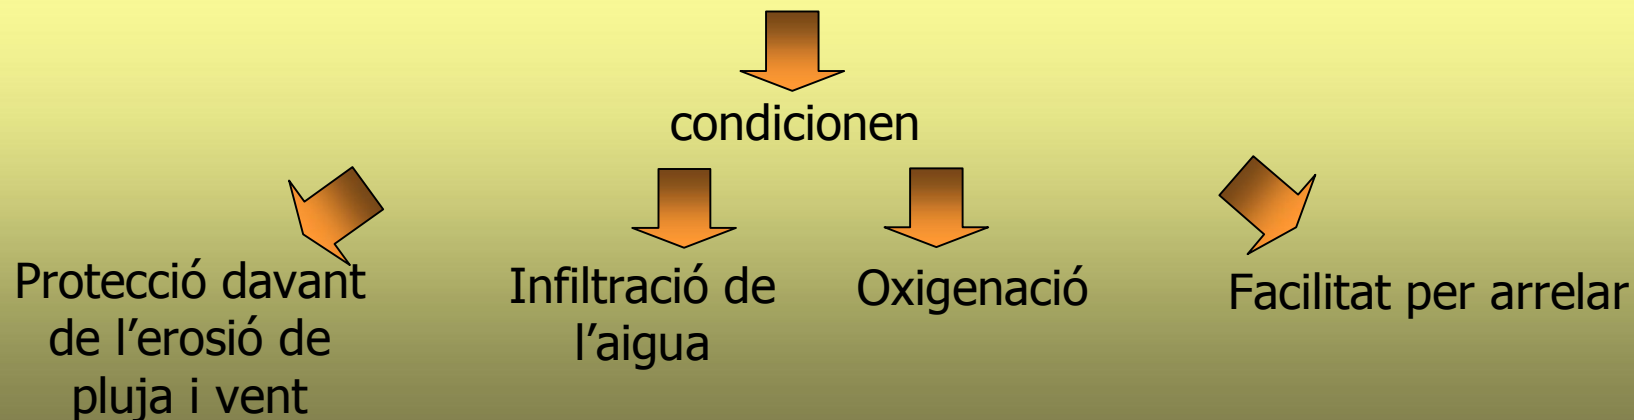 condicionen
Protecció davant
de l’erosió de
pluja i vent
Infiltració de
l’aigua
Oxigenació
Facilitat per arrelar